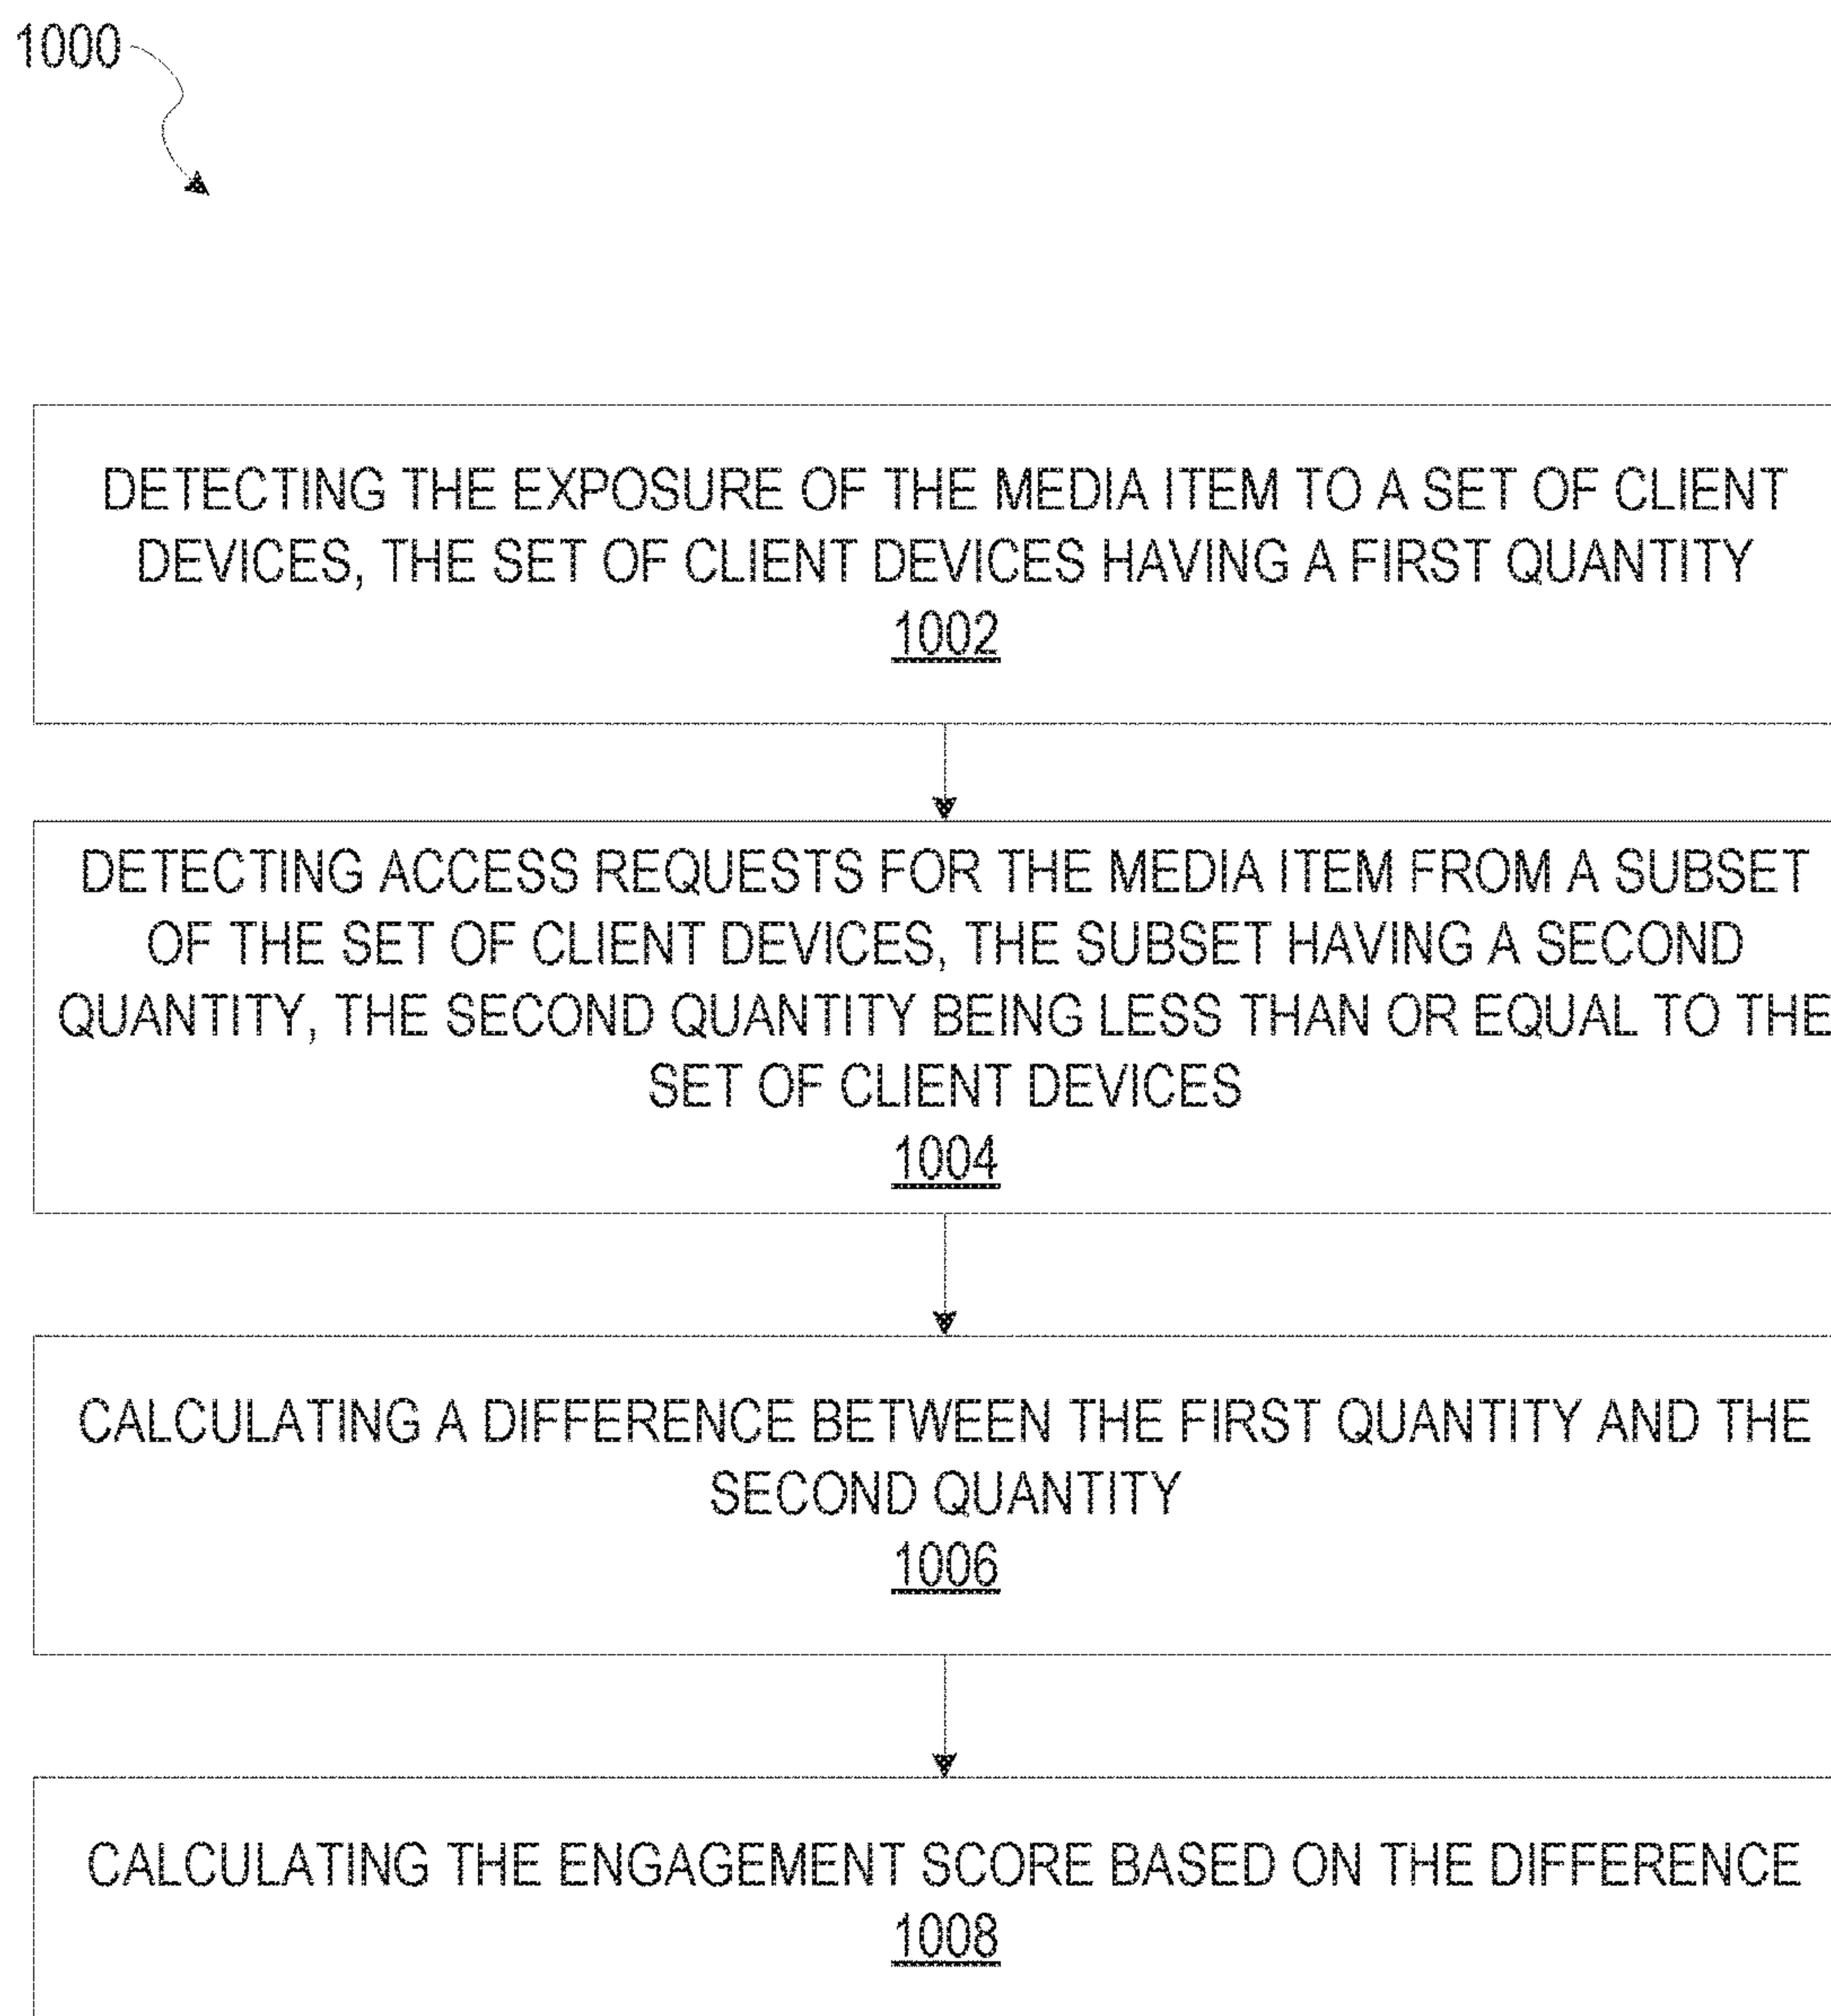 1000
DETECTING THE EXPOSURE OF THE MEDIA ITEM TO A SET OF CLIENT
DEVICES, THE SET OF CLIENT DEVICES HAVING A FIRST QUANTITY
1002
DETECTING ACCESS REQUESTS FOR THE MEDIA ITEM FROM A SUBSET
OF THE SET OF CLIENT DEVICES, THE SUBSET HAVING A SECOND
QUANTITY, THE SECOND QUANTITY BEING LESS THAN OR EQUAL TO THE
SET OF CLIENT DEVICES
1004
CALCULATING A DIFFERENCE BETWEEN THE FIRST QUANTITY AND THE
SECOND QUANTITY
1006
CALCULATING THE ENGAGEMENT SCORE BASED ON THE DIFFERENCE
1008